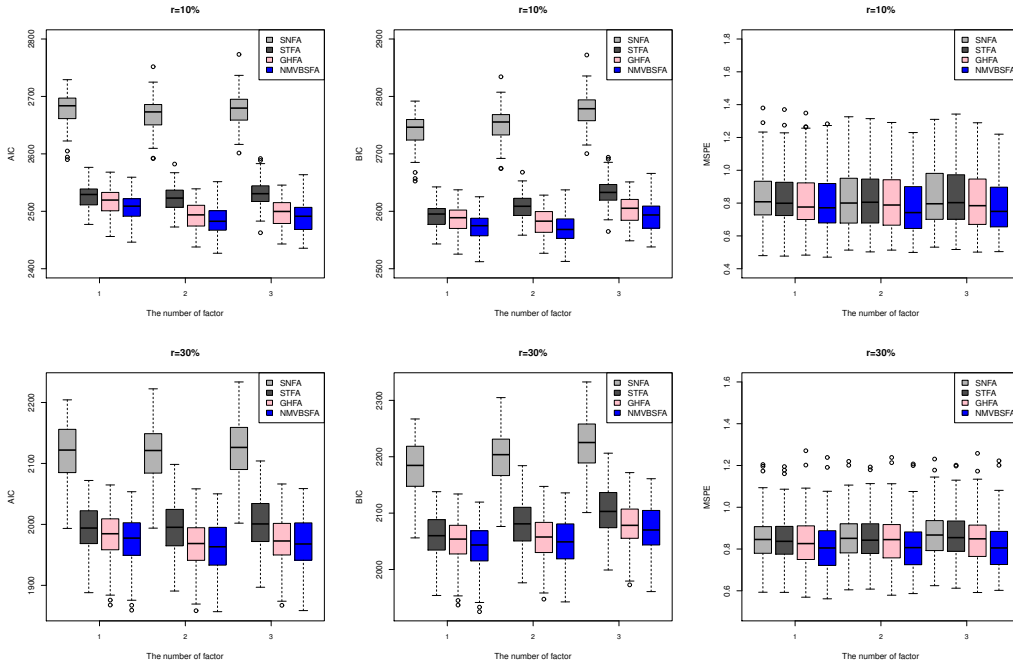 r=10%
AIC
2800
2700
2600
2500
2400
SNFA
STFA
GHFA
NMVBSFA
1 2 3
The number of factor
r=10%
BIC
2900
2800
2700
2600
2500
SNFA
STFA
GHFA
NMVBSFA
1 2 3
The number of factor
r=10%
MSPE
1.8
1.6
1.4
1.2
1.0
0.8
0.6
0.4
SNFA
STFA
GHFA
NMVBSFA
1 2 3
The number of factor
r=30%
AIC
2200
2100
2000
1900
SNFA
STFA
GHFA
NMVBSFA
1 2 3
The number of factor
r=30%
BIC
2300
2200
2100
2000
SNFA
STFA
GHFA
NMVBSFA
1 2 3
The number of factor
r=30%
MSPE
1.6
1.4
1.2
1.0
0.8
0.6
SNFA
STFA
GHFA
NMVBSFA
1 2 3
The number of factor